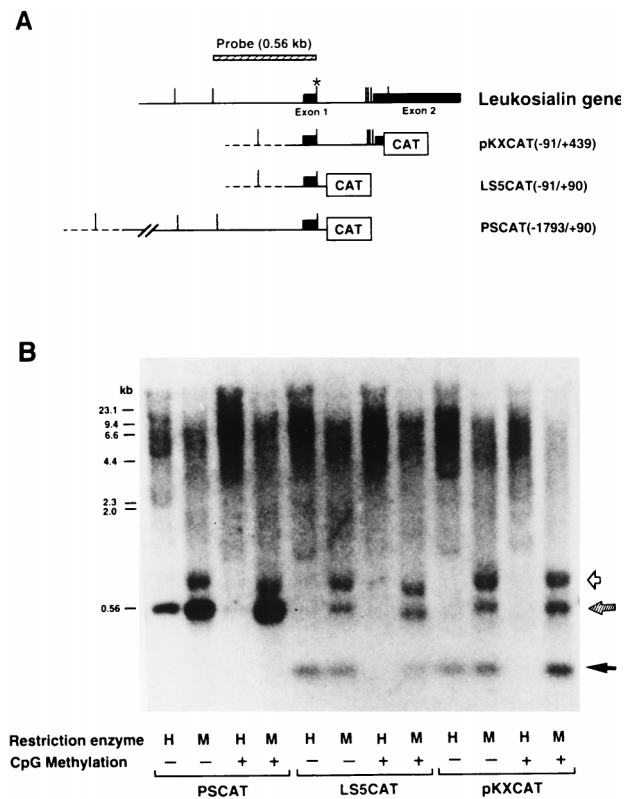 A
Probe (0.56 kb)
*
Leukosialin gene
Exon 1
Exon 2
CAT
pKXCAT(-91/+439)
CAT
LS5CAT(-91/+90)
CAT
PSCAT(-1793/+90)
B
kb
23.1
9.4
6.6
4.4
2.3
2.0
0.56
Restriction enzyme H M H M H M H M H M H M
CpG Methylation − − + + − − + + − − + +
PSCAT LS5CAT pKXCAT